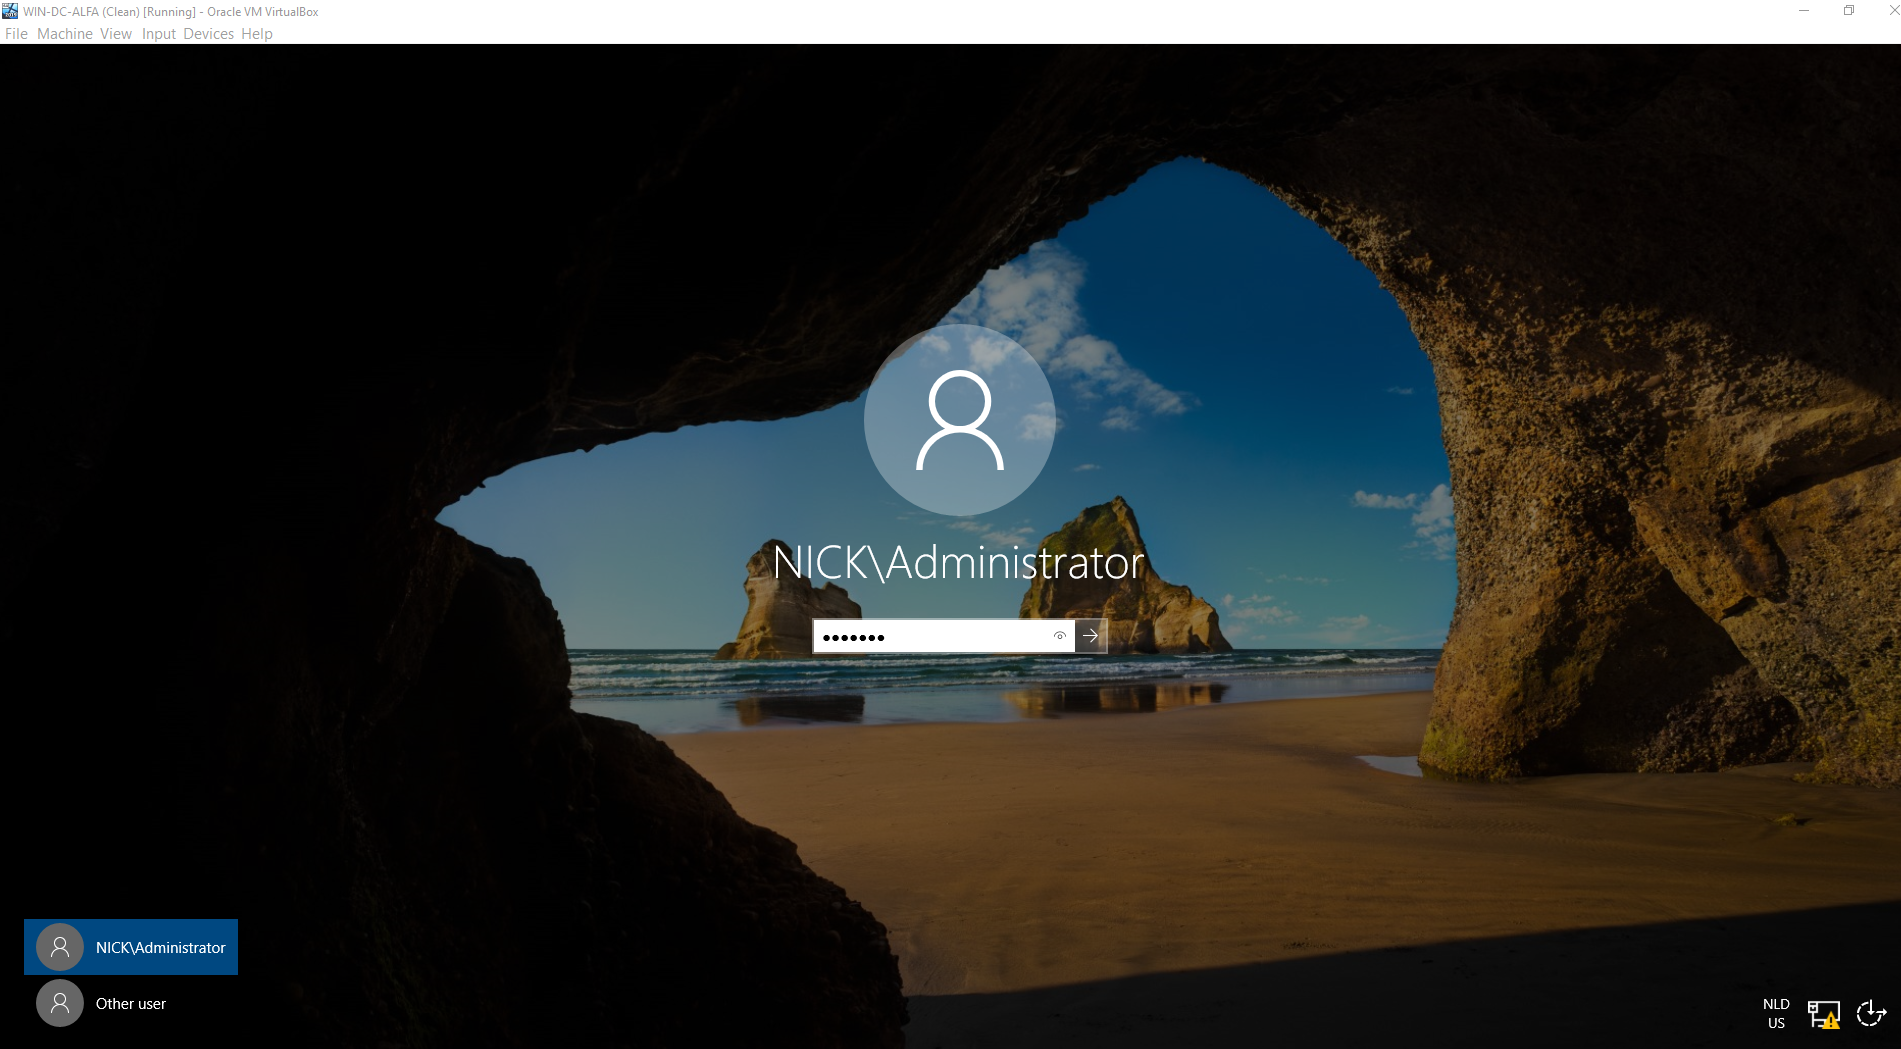 WIN-DC-ALFA (Clean) [Running] - Oracle VM VirtualBox
File Machine View Input Devices Help
NICK\Administrator
•••••••
NICK\Administrator
Other user
NLD
US